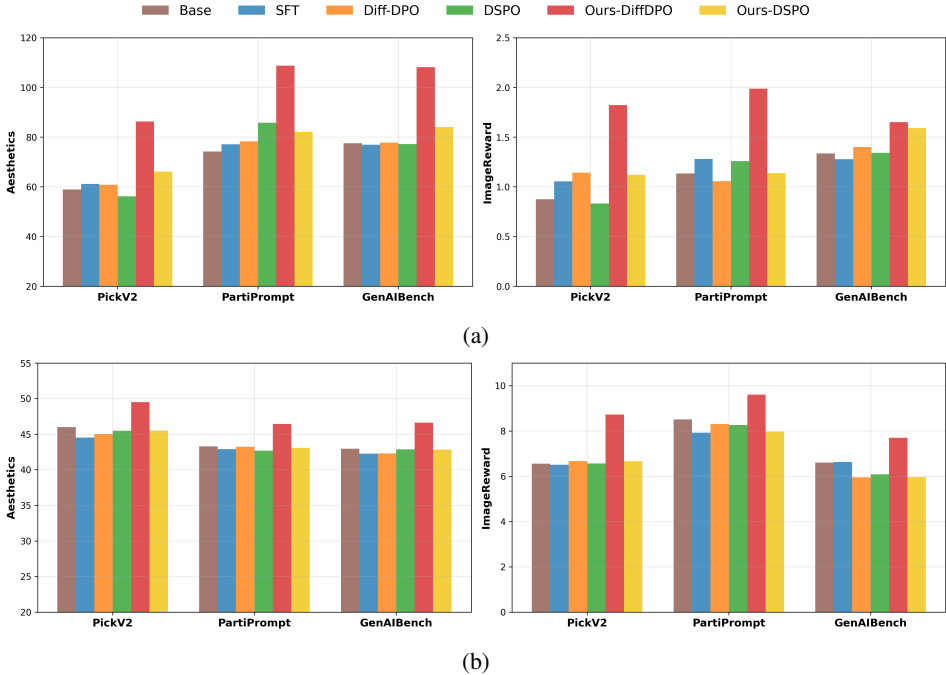 Base SFT Diff-DPO DSPO Ours-DiffDPO Ours-DSPO
Aesthetics
120
100
80
60
40
20
PickV2 PartiPrompt GenAIBench
ImageReward
2.5
2.0
1.5
1.0
0.5
0.0
PickV2 PartiPrompt GenAIBench
(a)
Aesthetics
55
50
45
40
35
30
25
20
PickV2 PartiPrompt GenAIBench
ImageReward
10
8
6
4
2
0
PickV2 PartiPrompt GenAIBench
(b)